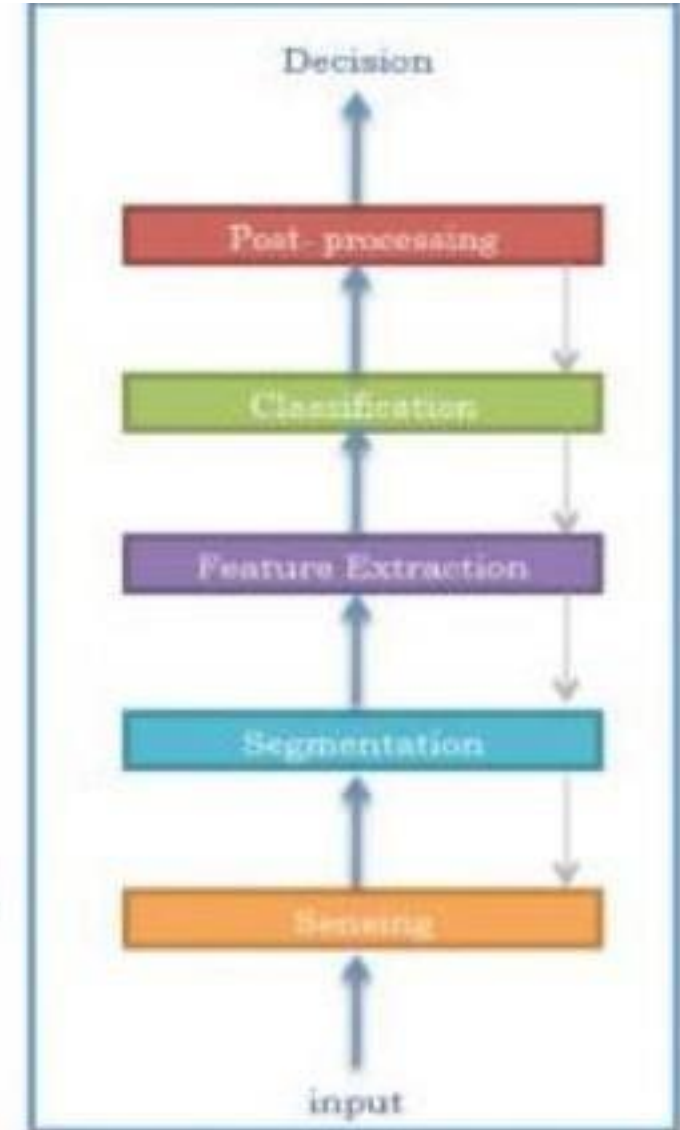 Decision
Post- processing
Classification
Feature Extraction
Segmentation
Sensing
input